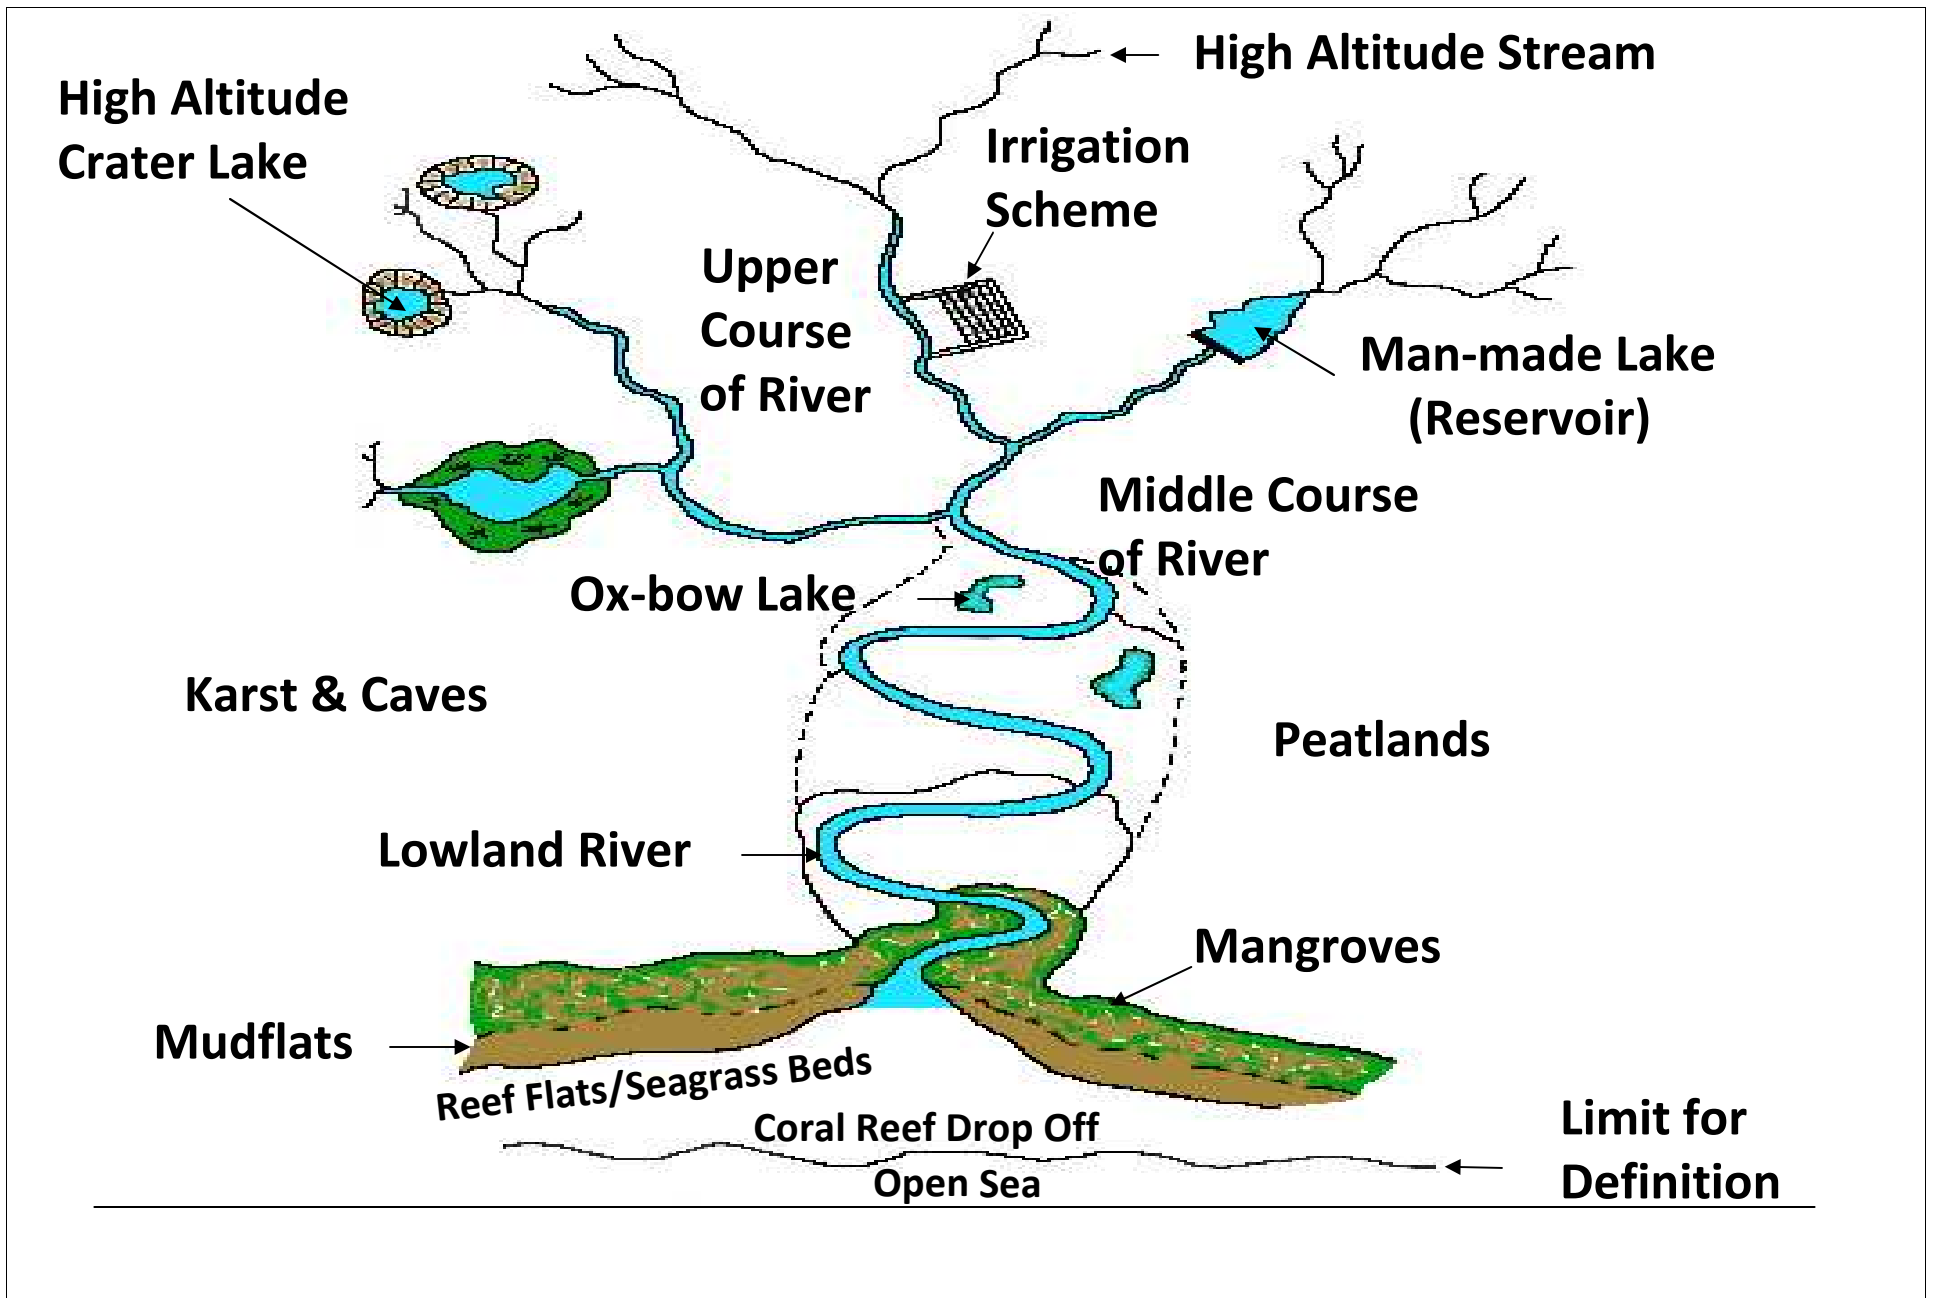 High Altitude Stream
High Altitude
Crater Lake
Irrigation
Scheme
Upper
Course
of River
Man-made Lake
(Reservoir)
Middle Course
of River
Ox-bow Lake
Karst & Caves
Peatlands
Lowland River
Mangroves
Mudflats
Reef Flats/Seagrass Beds
Coral Reef Drop Off
Limit for
Definition
Open Sea